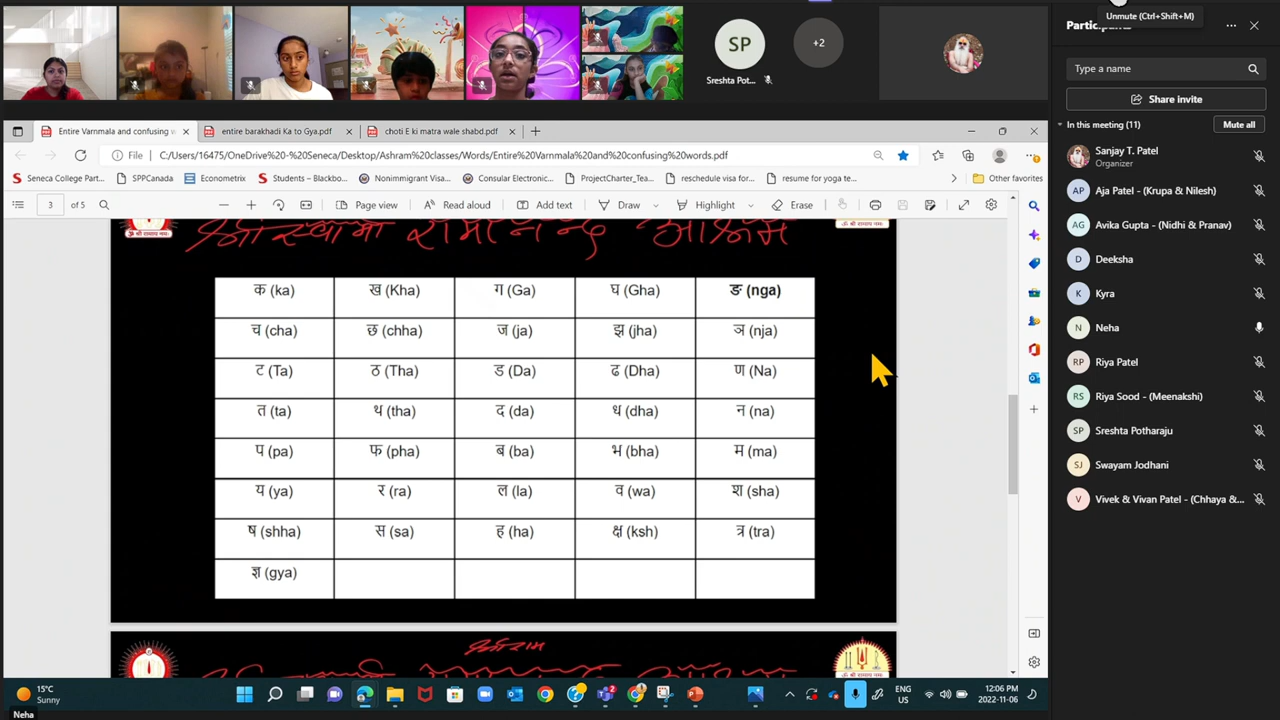 Unmute (Ctrl+Shift+M)
Participants
Type a name
Share invite
In this meeting (11)
Mute all
Sanjay T. Patel
Organizer
AP Aja Patel - (Krupa & Nilesh)
AG Avika Gupta - (Nidhi & Pranav)
D Deeksha
K Kyra
N Neha
RP Riya Patel
RS Riya Sood - (Meenakshi)
SP Sreshta Potharaju
SJ Swayam Jodhani
V Vivek & Vivan Patel - (Chhaya &...
SP
Sreshta Pot...
+2
Entire Varnmala and confusing w
entire barakhadi Ka to Gya.pdf
choti E ki matra wale shabd.pdf
File C:/Users/16475/OneDrive%20-%20Seneca/Desktop/Ashram%20classes/Words/Entire%20Varnmala%20and%20confusing%20words.pdf
Seneca College Part... SPPCanada Econometrix Students – Blackbo... Nonimmigrant Visa... Consular Electronic... ProjectCharter_Tea... reschedule visa for... resume for yoga te... Other favorites
3 of 5 Page view Read aloud Add text Draw Highlight Erase
क (ka) ख (Kha) ग (Ga) घ (Gha) ङ (nga)
च (cha) छ (chha) ज (ja) झ (jha) ञ (nja)
ट (Ta) ठ (Tha) ड (Da) ढ (Dha) ण (Na)
त (ta) थ (tha) द (da) ध (dha) न (na)
प (pa) फ (pha) ब (ba) भ (bha) म (ma)
य (ya) र (ra) ल (la) व (wa) श (sha)
ष (shha) स (sa) ह (ha) क्ष (ksh) त्र (tra)
ज्ञ (gya)
15°C
Sunny
ENG
US
12:06 PM
2022-11-06
Neha